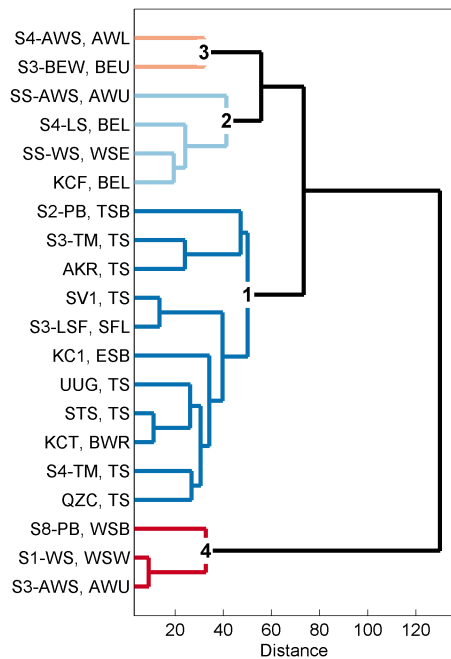 S4-AWS, AWL
3
S3-BEW, BEU
SS-AWS, AWU
2
S4-LS, BEL
SS-WS, WSE
KCF, BEL
S2-PB, TSB
S3-TM, TS
AKR, TS
1
SV1, TS
S3-LSF, SFL
KC1, ESB
UUG, TS
STS, TS
KCT, BWR
S4-TM, TS
QZC, TS
S8-PB, WSB
4
S1-WS, WSW
S3-AWS, AWU
20 40 60 80 100 120
Distance